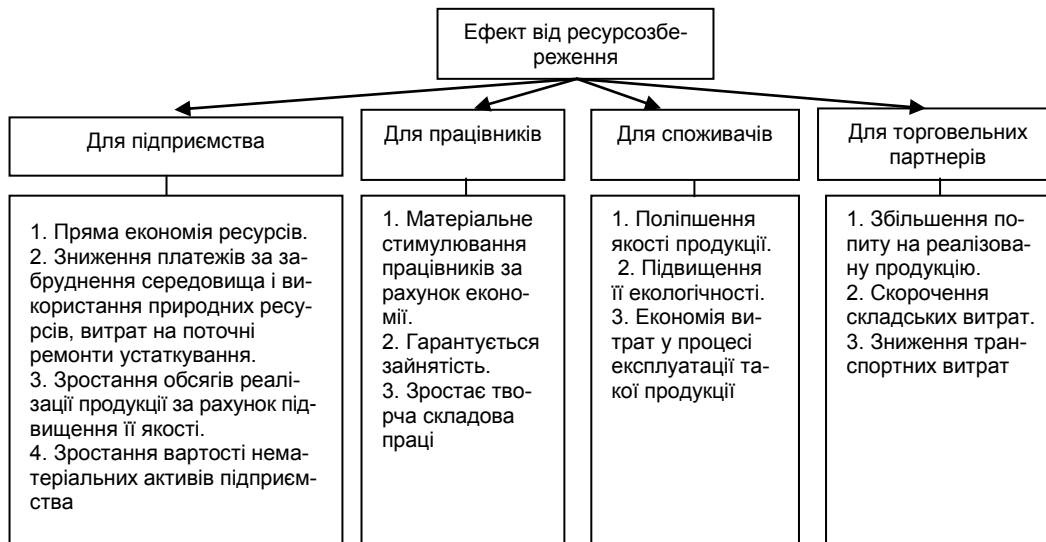 Ефект від ресурсозбе-
реження
Для підприємства
Для працівників
Для споживачів
Для торговельних
партнерів
1. Пряма економія ресурсів.
2. Зниження платежів за за-
бруднення середовища і ви-
користання природних ресу-
рсів, витрат на поточні
ремонти устаткування.
3. Зростання обсягів реалі-
зації продукції за рахунок під-
вищення її якості.
4. Зростання вартості нема-
теріальних активів підприєм-
ства
1. Матеріальне
стимулювання
працівників за
рахунок еконо-
мії.
2. Гарантується
зайнятість.
3. Зростає тво-
рча складова
праці
1. Поліпшення
якості продукції.
2. Підвищення
її екологічності.
3. Економія ви-
трат у процесі
експлуатації та-
кої продукції
1. Збільшення по-
питу на реалізова-
ну продукцію.
2. Скорочення
складських витрат.
3. Зниження тран-
спортних витрат